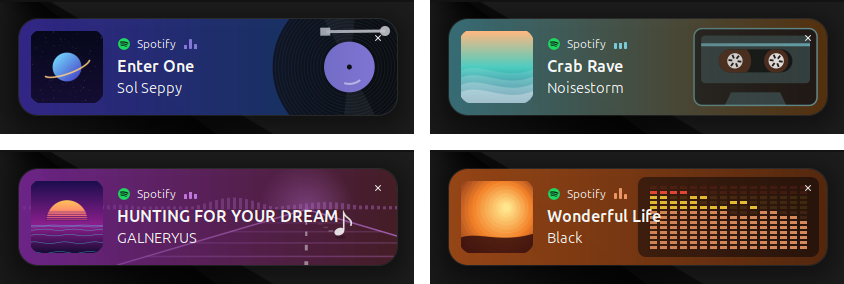 Spotify
Enter One
Sol Seppy
Spotify
Crab Rave
Noisestorm
Spotify
HUNTING FOR YOUR DREAM
GALNERYUS
Spotify
Wonderful Life
Black